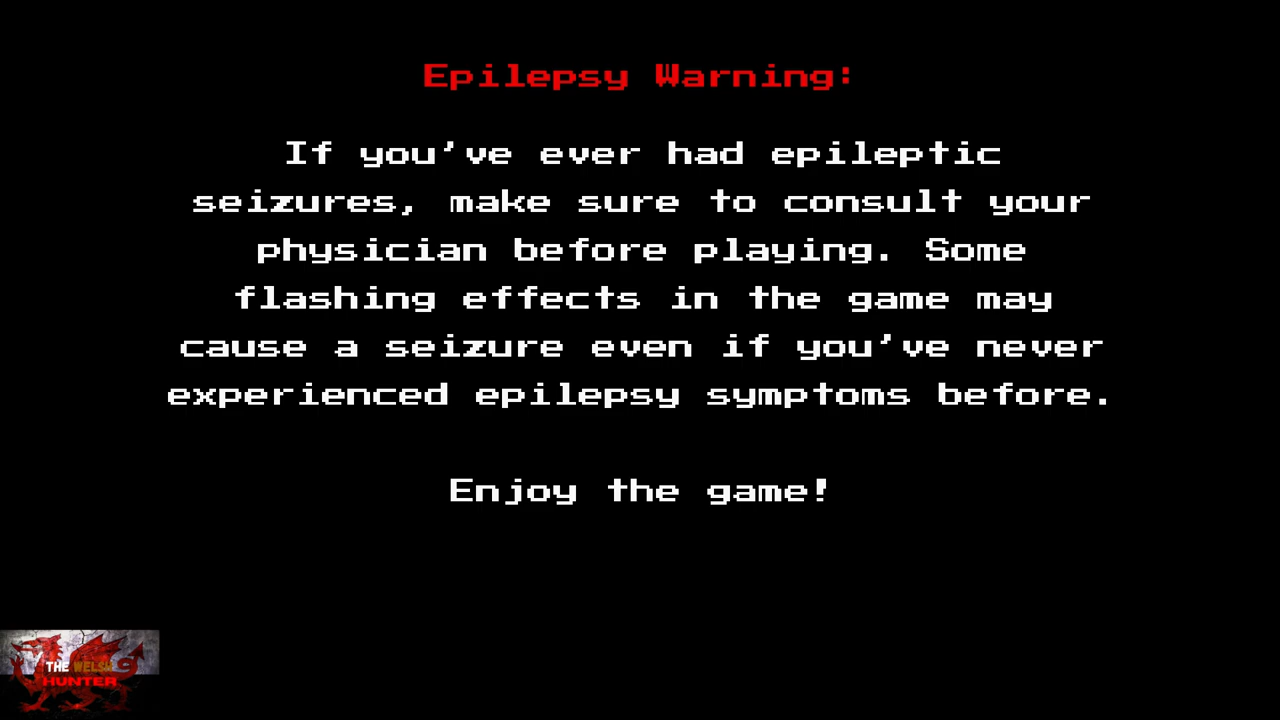 Epilepsy Warning:
If you've ever had epileptic
seizures, make sure to consult your
physician before playing. Some
flashing effects in the game may
cause a seizure even if you've never
experienced epilepsy symptoms before.
Enjoy the game!
THE WELSH
HUNTER